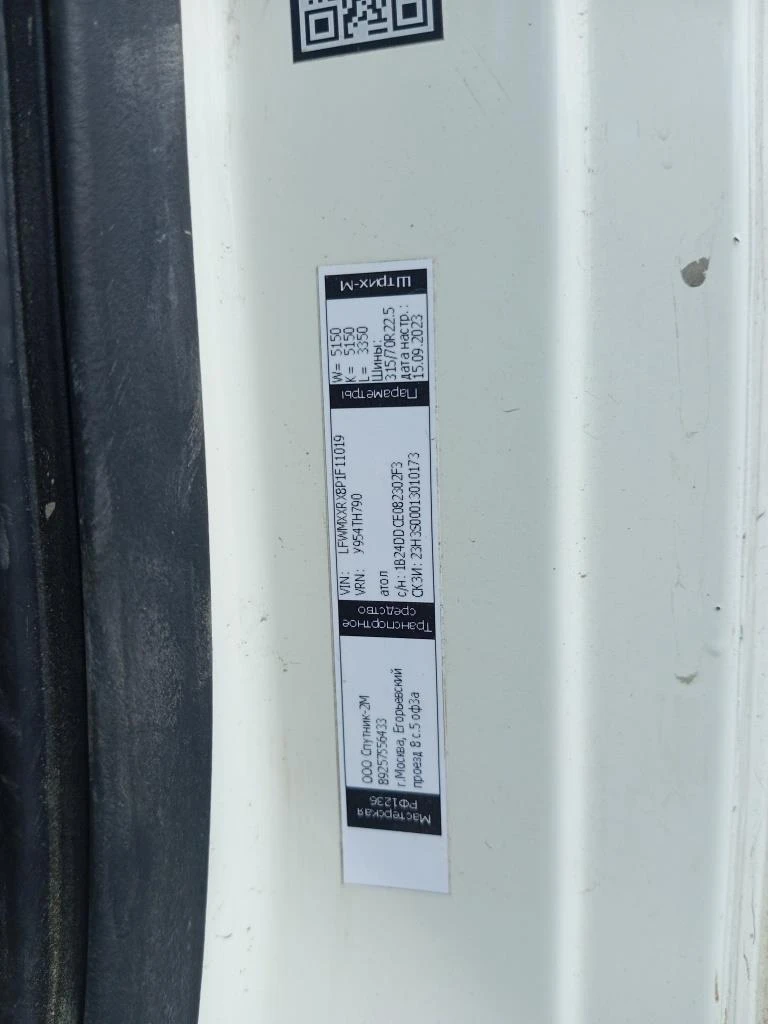 Мастерская
РФ1236
ООО Спутник-2М
89257556433
г.Москва, Егорьевский
проезд 8 с.5 оф3а
Транспортное
средство
VIN: LFWMXXRX8P1F11019
VRN: У954ТН790
атол
с/н: 1B24DDCE082302F3
СКЗИ: 23H3S00013010173
Параметры
W= 5150
K= 5150
L= 3350
Шины:
315/70R22.5
Дата настр.:
15.09.2023
Штрих-М